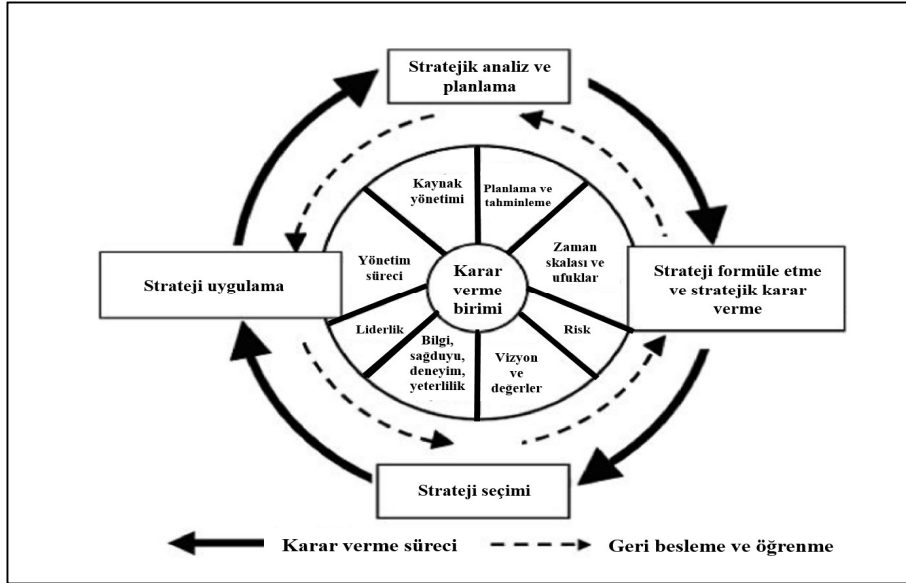 Stratejik analiz ve
planlama
Kaynak
yönetimi
Planlama ve
tahminleme
Yönetim
süreci
Karar
verme
birimi
Zaman
skalası ve
ufuklar
Strateji uygulama
Strateji formüle etme
ve stratejik karar
verme
Liderlik
Bilgi,
sağduyu,
deneyim,
yeterlilik
Vizyon
ve
değerler
Risk
Strateji seçimi
Karar verme süreci
Geri besleme ve öğrenme